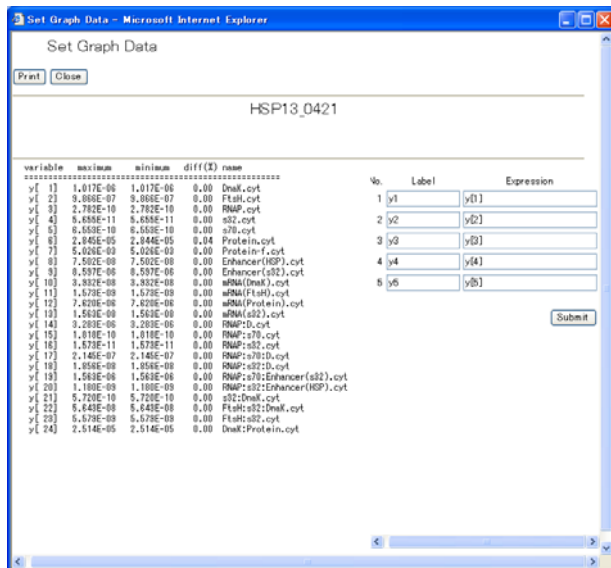 Set Graph Data - Microsoft Internet Explorer
Set Graph Data
Print Close
HSP13_0421
variable maximum minimum diff(%) name
y[ 1] 1.017E-06 1.017E-06 0.00 DnaK.cyt
y[ 2] 9.866E-07 9.866E-07 0.00 FtsH.cyt
y[ 3] 2.782E-10 2.782E-10 0.00 RNAP.cyt
y[ 4] 5.655E-11 5.655E-11 0.00 s32.cyt
y[ 5] 6.553E-10 6.553E-10 0.00 s70.cyt
y[ 6] 2.845E-05 2.844E-05 0.04 Protein.cyt
y[ 7] 5.026E-03 5.026E-03 0.00 Protein-f.cyt
y[ 8] 7.502E-08 7.502E-08 0.00 Enhancer(HSP).cyt
y[ 9] 8.597E-06 8.597E-06 0.00 Enhancer(s32).cyt
y[ 10] 3.932E-08 3.932E-08 0.00 mRNA(DnaK).cyt
y[ 11] 1.573E-09 1.573E-09 0.00 mRNA(FtsH).cyt
y[ 12] 7.620E-06 7.620E-06 0.00 mRNA(Protein).cyt
y[ 13] 1.563E-08 1.563E-08 0.00 mRNA(s32).cyt
y[ 14] 3.283E-06 3.283E-06 0.00 RNAP:D.cyt
y[ 15] 1.818E-10 1.818E-10 0.00 RNAP:s70.cyt
y[ 16] 1.573E-11 1.573E-11 0.00 RNAP:s32.cyt
y[ 17] 2.145E-07 2.145E-07 0.00 RNAP:s70:D.cyt
y[ 18] 1.856E-08 1.856E-08 0.00 RNAP:s32:D.cyt
y[ 19] 1.563E-06 1.563E-06 0.00 RNAP:s70:Enhancer(s32).cyt
y[ 20] 1.180E-09 1.180E-09 0.00 RNAP:s32:Enhancer(HSP).cyt
y[ 21] 5.720E-10 5.720E-10 0.00 s32:DnaK.cyt
y[ 22] 5.643E-08 5.643E-08 0.00 FtsH:s32:DnaK.cyt
y[ 23] 5.579E-09 5.579E-09 0.00 FtsH:s32.cyt
y[ 24] 2.514E-05 2.514E-05 0.00 DnaK:Protein.cyt
No. Label Expression
1 y1 y[1]
2 y2 y[2]
3 y3 y[3]
4 y4 y[4]
5 y5 y[5]
Submit